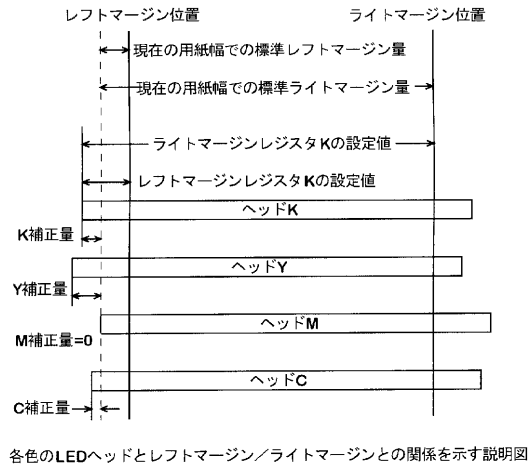 レフトマージン位置
ライトマージン位置
現在の用紙幅での標準レフトマージン量
現在の用紙幅での標準ライトマージン量
ライトマージンレジスタKの設定値
レフトマージンレジスタKの設定値
ヘッドK
K補正量
ヘッドY
Y補正量
ヘッドM
M補正量=0
ヘッドC
C補正量
各色のLEDヘッドとレフトマージン/ライトマージンとの関係を示す説明図